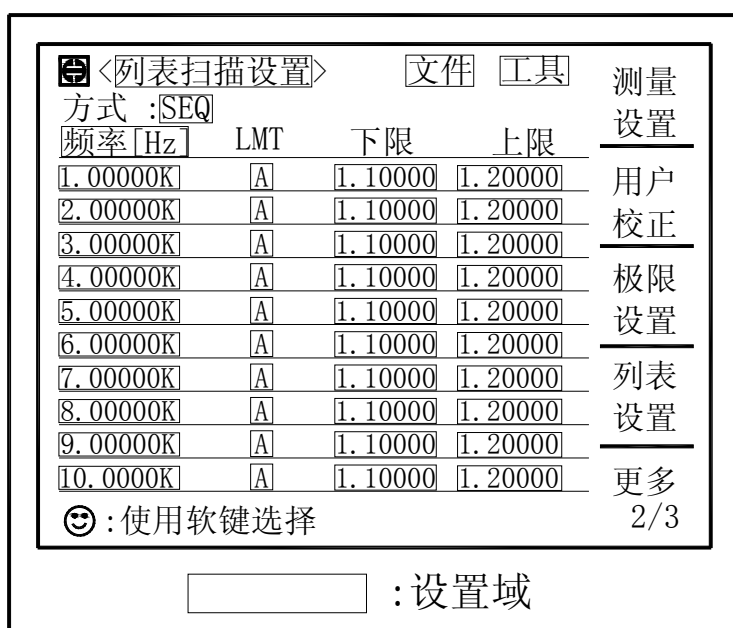 <列表扫描设置> 文件 工具
方式 :SEQ
频率[Hz] LMT 下限 上限
1.00000K A 1.10000 1.20000
2.00000K A 1.10000 1.20000
3.00000K A 1.10000 1.20000
4.00000K A 1.10000 1.20000
5.00000K A 1.10000 1.20000
6.00000K A 1.10000 1.20000
7.00000K A 1.10000 1.20000
8.00000K A 1.10000 1.20000
9.00000K A 1.10000 1.20000
10.0000K A 1.10000 1.20000
:使用软键选择
测量
设置
用户
校正
极限
设置
列表
设置
更多
2/3
:设置域